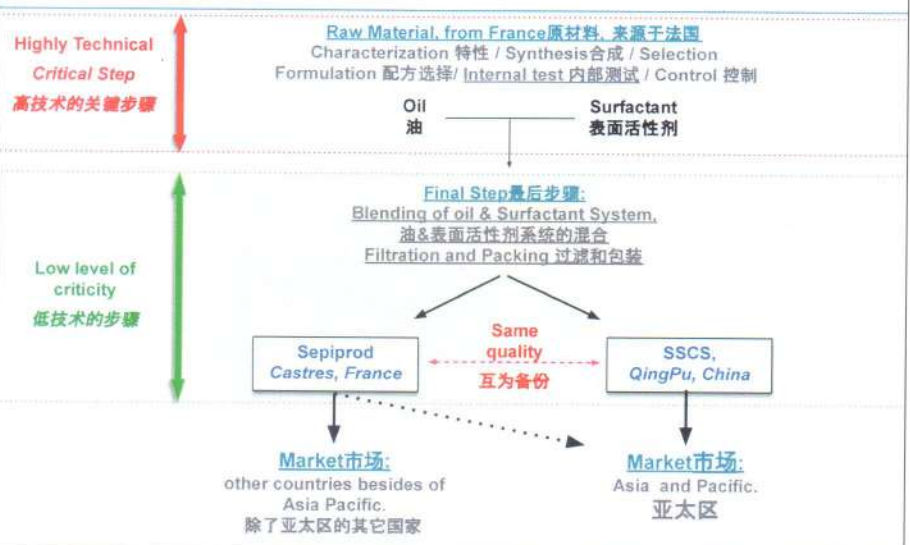 Raw Material, from France原材料, 来源于法国
Highly Technical
Critical Step
高技术的关键步骤
Characterization 特性 / Synthesis合成 / Selection
Formulation 配方选择/ Internal test 内部测试 / Control 控制
Oil
油
Surfactant
表面活性剂
Final Step最后步骤:
Blending of oil & Surfactant System,
油&表面活性剂系统的混合
Filtration and Packing 过滤和包装
Low level of
criticity
低技术的步骤
Sepiprod
Castres, France
Same
quality
互为备份
SSCS,
QingPu, China
Market市场:
other countries besides of
Asia Pacific.
除了亚太区的其它国家
Market市场:
Asia and Pacific.
亚太区